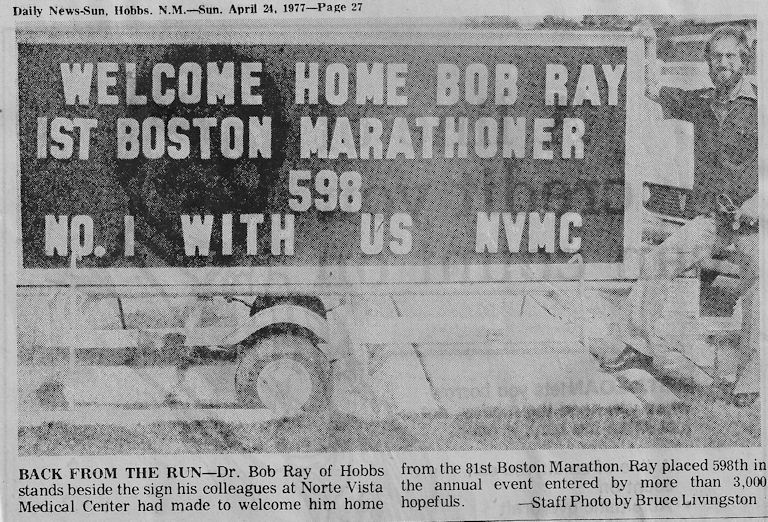 Daily News-Sun, Hobbs, N.M.—Sun. April 24, 1977—Page 27
WELCOME HOME BOB RAY
1ST BOSTON MARATHONER
598
NO. 1 WITH US NVMC
BACK FROM THE RUN—Dr. Bob Ray of Hobbs
stands beside the sign his colleagues at Norte Vista
Medical Center had made to welcome him home
from the 81st Boston Marathon. Ray placed 598th in
the annual event entered by more than 3,000
hopefuls. —Staff Photo by Bruce Livingston